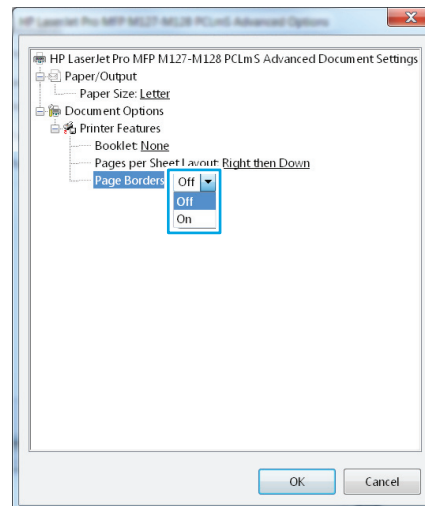 HP LaserJet Pro MFP M127-M128 PCLmS Advanced Options
HP LaserJet Pro MFP M127-M128 PCLmS Advanced Document Settings
Paper/Output
Paper Size: Letter
Document Options
Printer Features
Booklet: None
Pages per Sheet Layout: Right then Down
Page Borders: Off
Off
On
OK Cancel